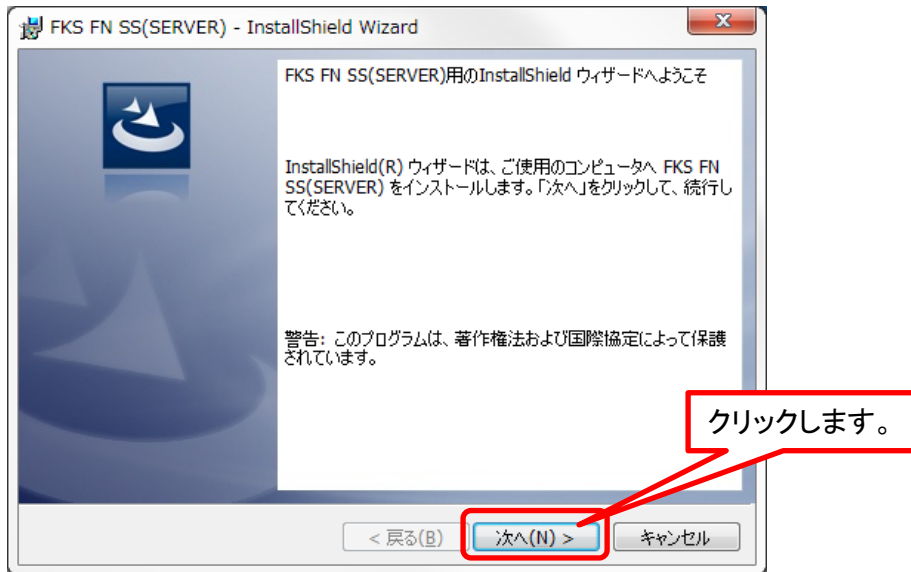 FKS FN SS(SERVER) - InstallShield Wizard
FKS FN SS(SERVER)用のInstallShield ウィザードへようこそ
InstallShield(R) ウィザードは、ご使用のコンピュータへ FKS FN
SS(SERVER) をインストールします。「次へ」をクリックして、続行し
てください。
警告: このプログラムは、著作権法および国際協定によって保護
されています。
クリックします。
< 戻る(B)
次へ(N) >
キャンセル